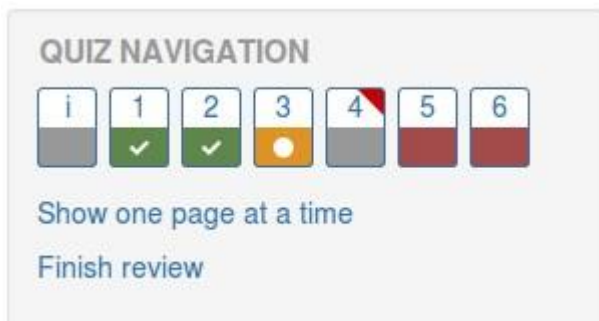 QUIZ NAVIGATION
i 1 2 3 4 5 6
Show one page at a time
Finish review